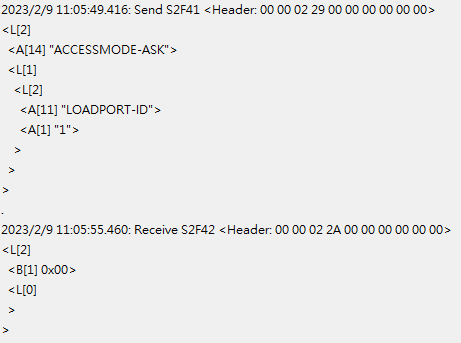 2023/2/9 11:05:49.416: Send S2F41 <Header: 00 00 02 29 00 00 00 00 00 00>
<L[2]
<A[14] "ACCESSMODE-ASK">
<L[1]
<L[2]
<A[11] "LOADPORT-ID">
<A[1] "1">
>
>
>
.
2023/2/9 11:05:55.460: Receive S2F42 <Header: 00 00 02 2A 00 00 00 00 00 00>
<L[2]
<B[1] 0x00>
<L[0]
>
>